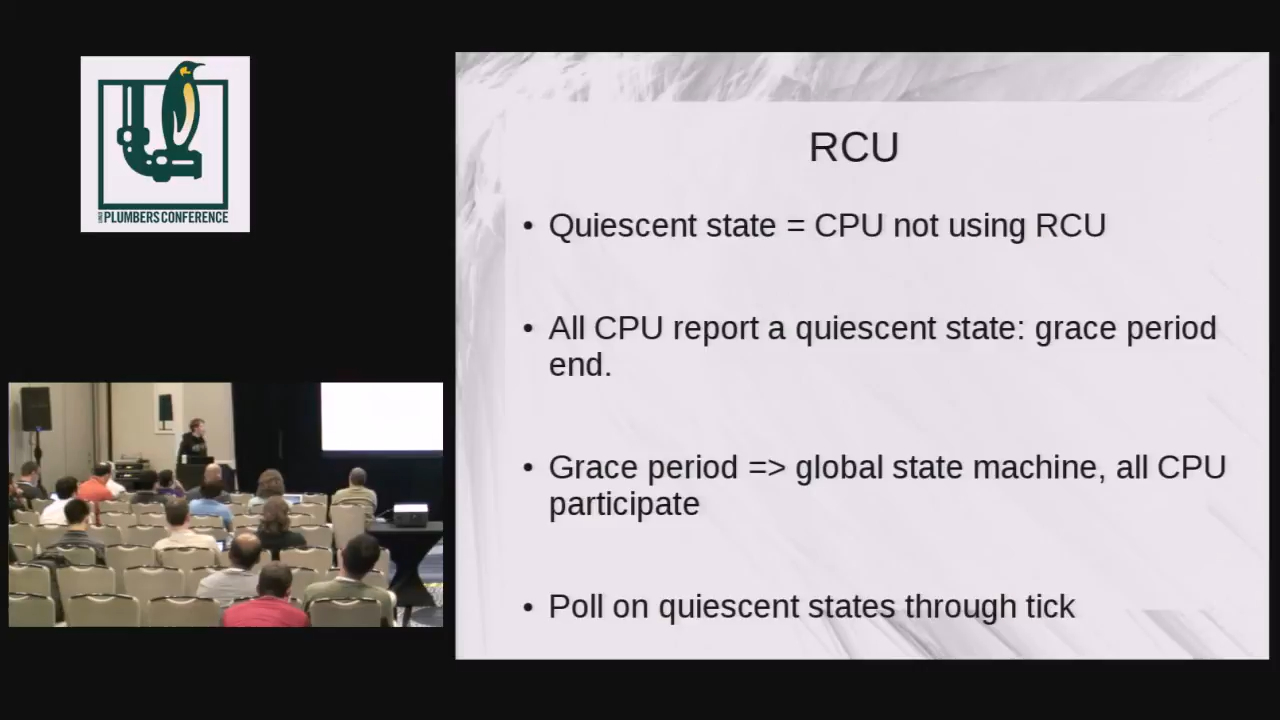 PLUMBERS CONFERENCE
RCU
• Quiescent state = CPU not using RCU
• All CPU report a quiescent state: grace period
end.
• Grace period => global state machine, all CPU
participate
• Poll on quiescent states through tick